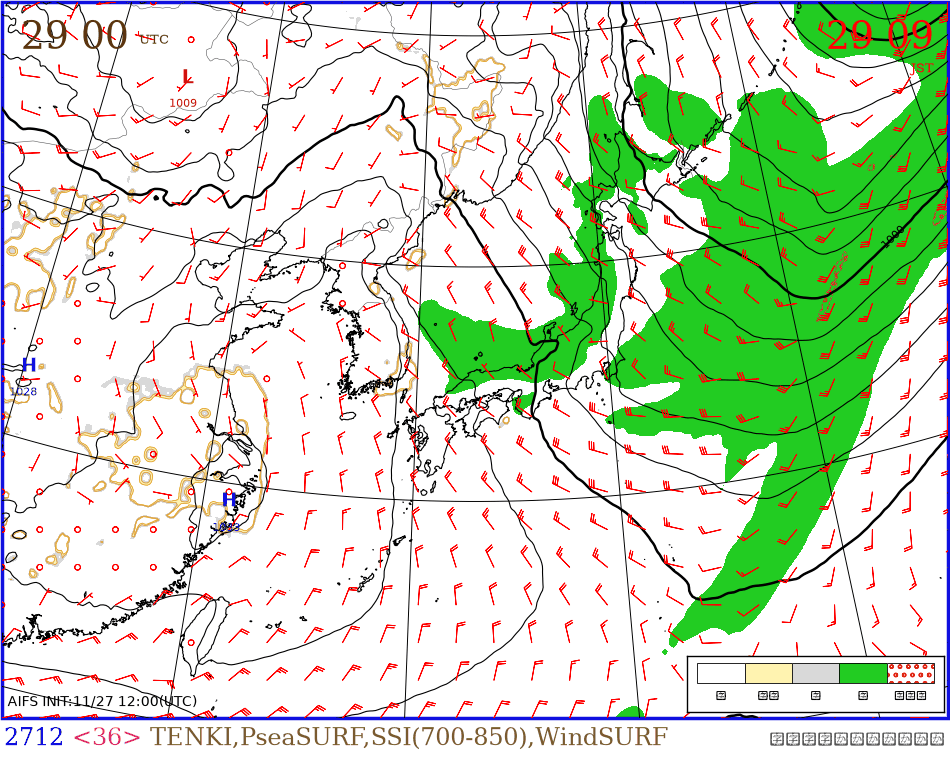 29 00 UTC
29 09
JST
L
1009
1000
H
1028
H
AIFS INIT:11/27 12:00(UTC)
2712 <36> TENKI,PseaSURF,SSI(700-850),WindSURF